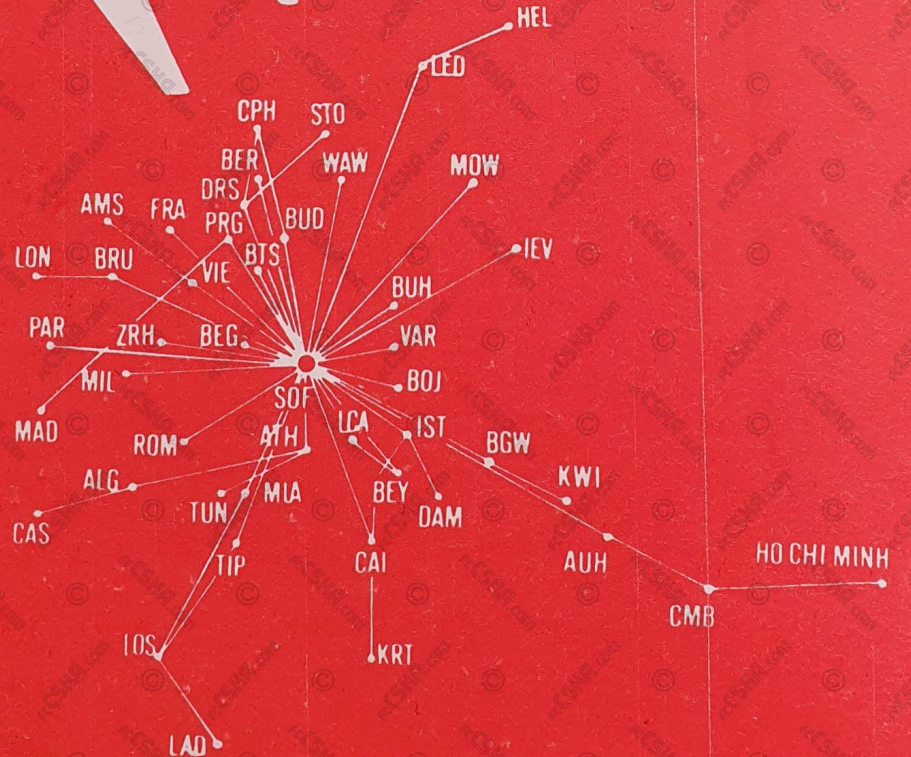 HEL
LED
CPH
STO
BER
WAW
MOW
DRS
AMS
FRA
PRG
BUD
IEV
LON
BRU
VIE
BTS
BUH
PAR
ZRH
BEG
VAR
MIL
BOJ
SOF
MAD
ROM
ATH
LCA
IST
BGW
ALG
TUN
MLA
BEY
KWI
CAS
DAM
TIP
CAI
AUH
HO CHI MINH
CMB
LOS
KRT
LAD